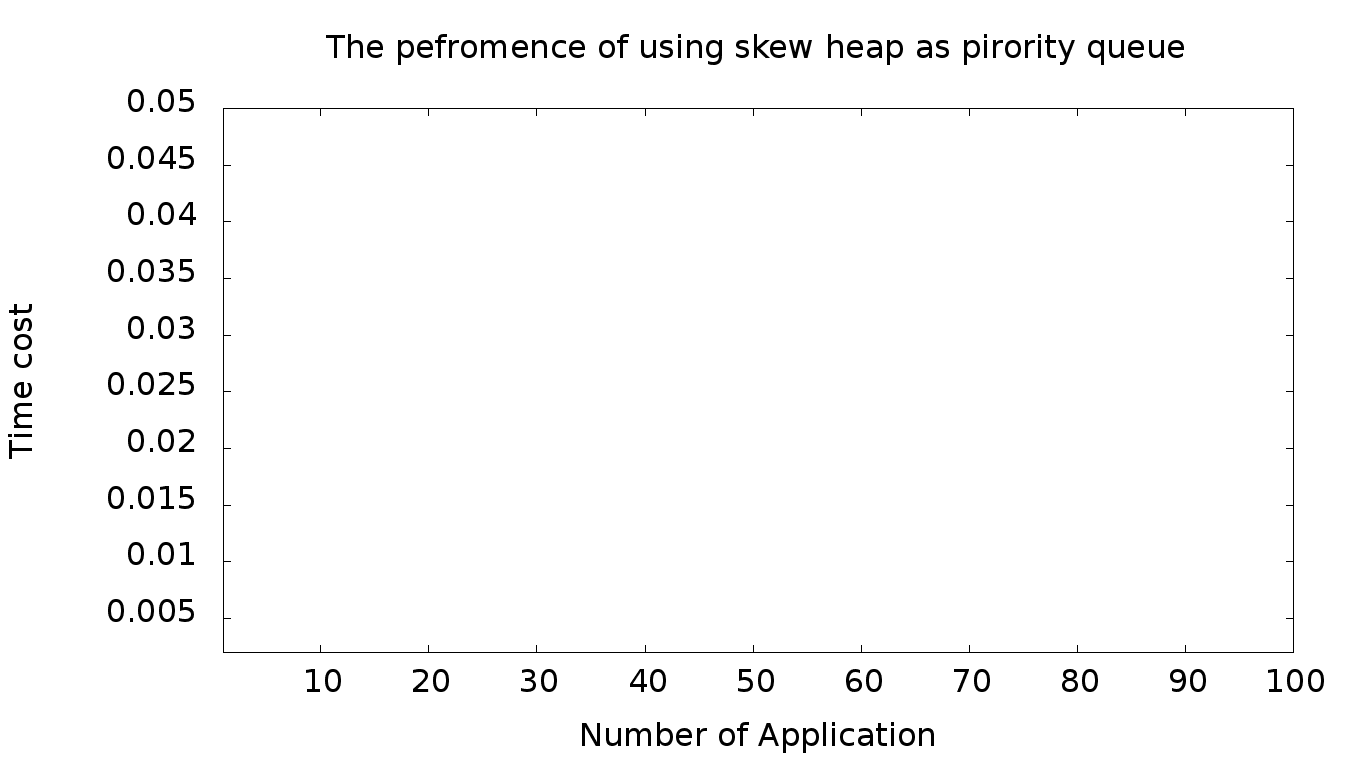 The pefromence of using skew heap as pirority queue
0.05
0.045
0.04
0.035
0.03
0.025
0.02
0.015
0.01
0.005
Time cost
10 20 30 40 50 60 70 80 90 100
Number of Application